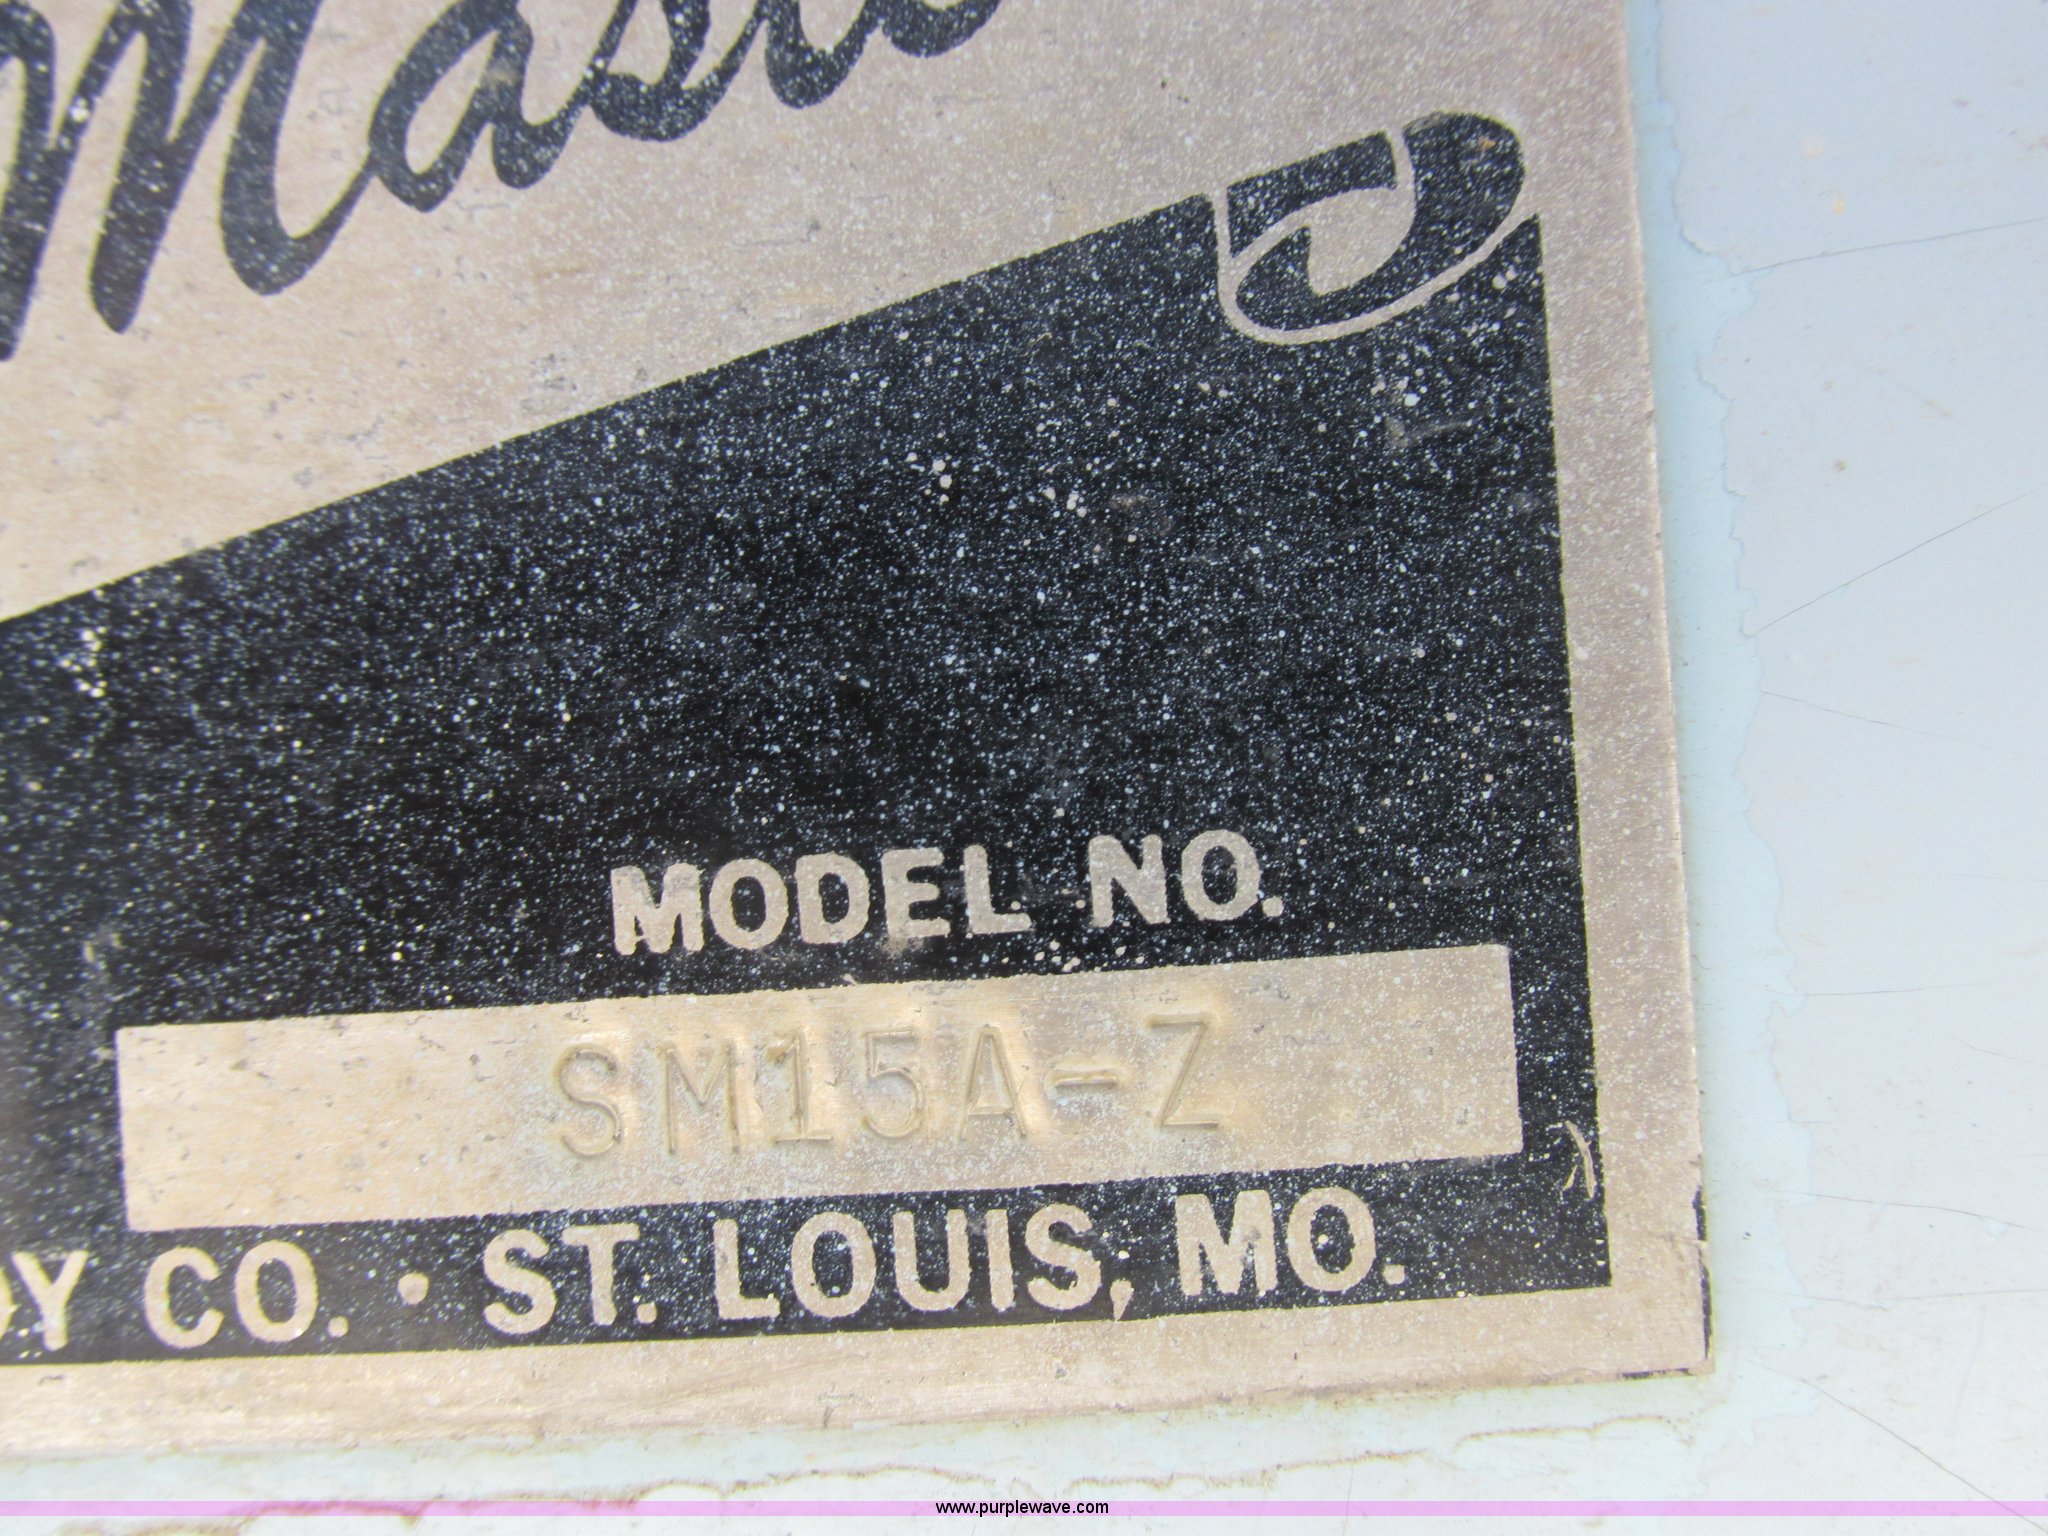 MODEL NO.
SM15A-Z
CO. • ST. LOUIS, MO.
www.purplewave.com